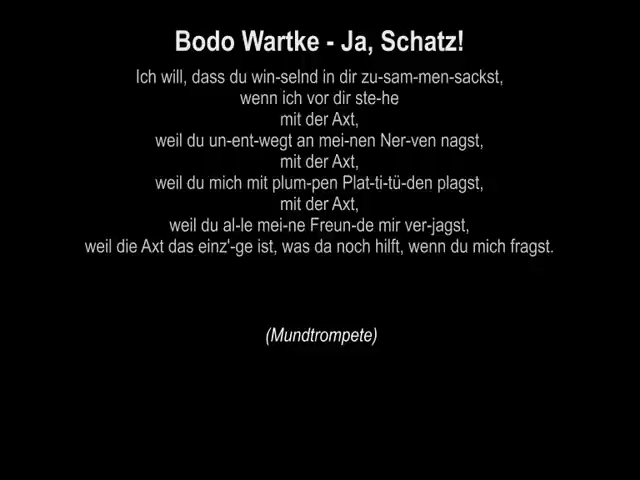 Bodo Wartke - Ja, Schatz!
Ich will, dass du win-selnd in dir zu-sam-men-sackst,
wenn ich vor dir ste-he
mit der Axt,
weil du un-ent-wegt an mei-nen Ner-ven nagst,
mit der Axt,
weil du mich mit plum-pen Plat-ti-tü-den plagst,
mit der Axt,
weil du al-le mei-ne Freun-de mir ver-jagst,
weil die Axt das einz'-ge ist, was da noch hilft, wenn du mich fragst.
(Mundtrompete)